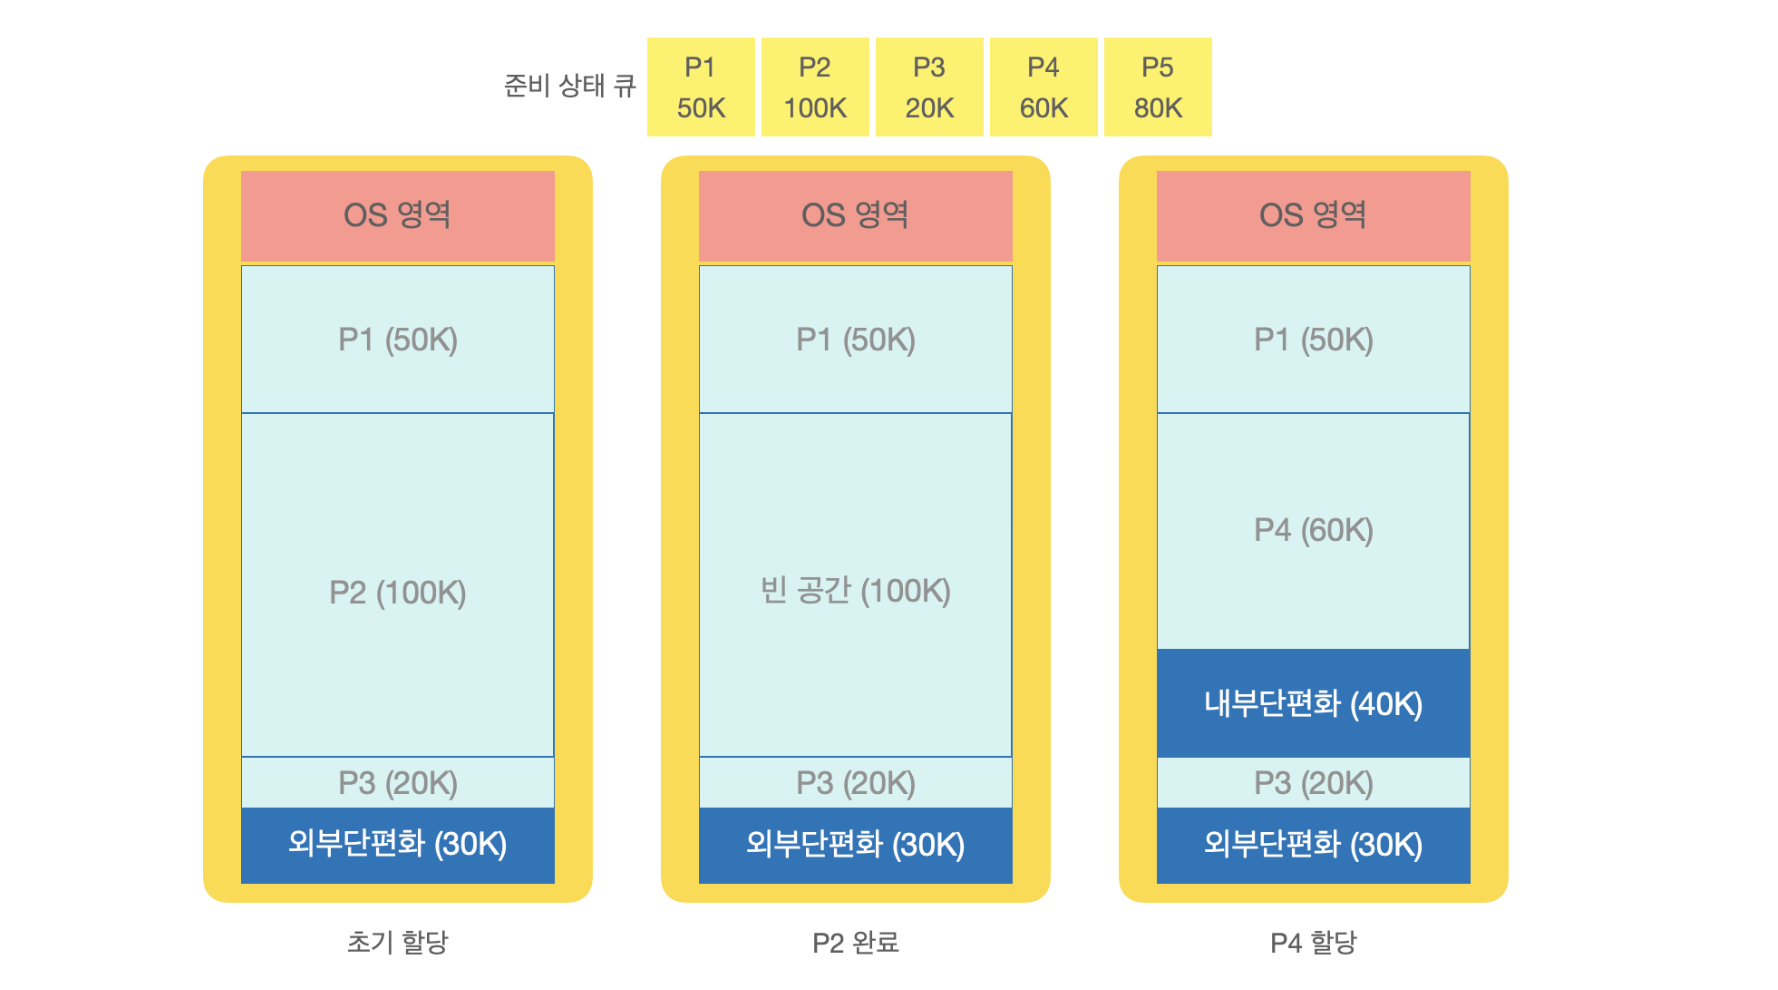 준비 상태 큐
P1
50K
P2
100K
P3
20K
P4
60K
P5
80K
OS 영역
P1 (50K)
P2 (100K)
P3 (20K)
외부단편화 (30K)
초기 할당
OS 영역
P1 (50K)
빈 공간 (100K)
P3 (20K)
외부단편화 (30K)
P2 완료
OS 영역
P1 (50K)
P4 (60K)
내부단편화 (40K)
P3 (20K)
외부단편화 (30K)
P4 할당